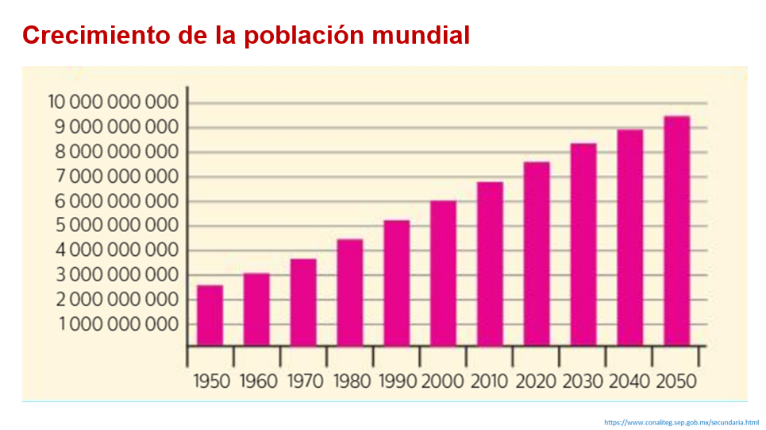 Crecimiento de la población mundial
10 000 000 000
9 000 000 000
8 000 000 000
7 000 000 000
6 000 000 000
5 000 000 000
4 000 000 000
3 000 000 000
2 000 000 000
1 000 000 000
1950 1960 1970 1980 1990 2000 2010 2020 2030 2040 2050
https://www.conaliteg.sep.gob.mx/secundaria.html